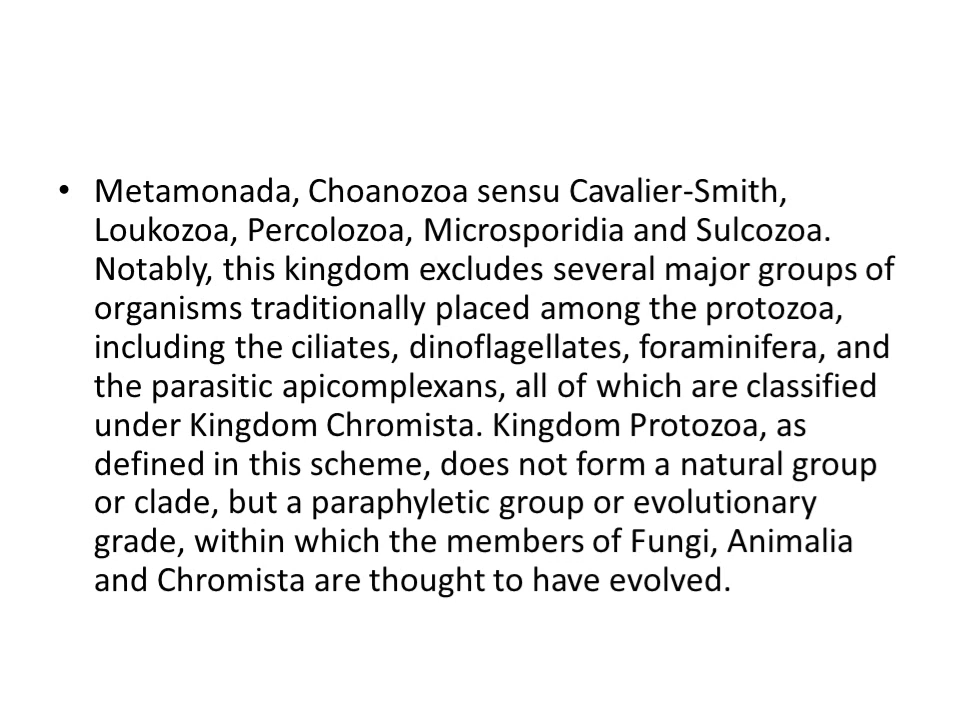 • Metamonada, Choanozoa sensu Cavalier-Smith,
Loukozoa, Percolozoa, Microsporidia and Sulcozoa.
Notably, this kingdom excludes several major groups of
organisms traditionally placed among the protozoa,
including the ciliates, dinoflagellates, foraminifera, and
the parasitic apicomplexans, all of which are classified
under Kingdom Chromista. Kingdom Protozoa, as
defined in this scheme, does not form a natural group
or clade, but a paraphyletic group or evolutionary
grade, within which the members of Fungi, Animalia
and Chromista are thought to have evolved.